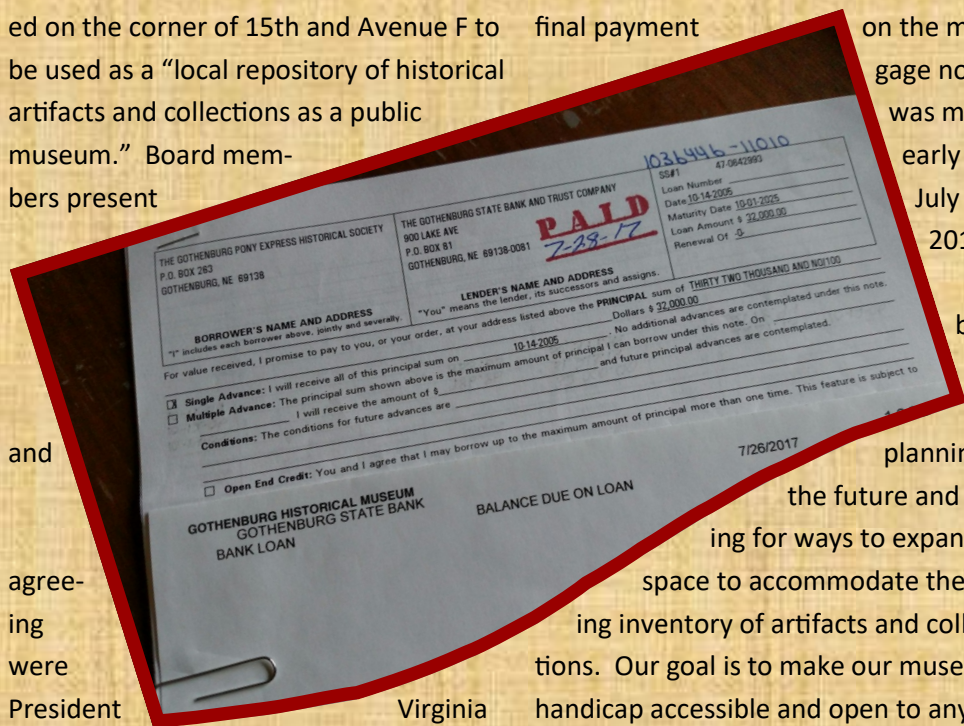 ed on the corner of 15th and Avenue F to
be used as a “local repository of historical
artifacts and collections as a public
museum.” Board mem-
bers present
and
agree-
ing
were
President Virginia
final payment on the m
gage no
was m
early
July
201
b
plannin
the future and
ing for ways to expan
space to accommodate the
ing inventory of artifacts and coll
tions. Our goal is to make our muse
handicap accessible and open to any
THE GOTHENBURG PONY EXPRESS HISTORICAL SOCIETY
P.O. BOX 263
GOTHENBURG, NE 69138
BORROWER'S NAME AND ADDRESS
"I" includes each borrower above, jointly and severally.
THE GOTHENBURG STATE BANK AND TRUST COMPANY
900 LAKE AVE
P.O. BOX 81
GOTHENBURG, NE 69138-0081
PAID
7-28-17
LENDER'S NAME AND ADDRESS
"You" means the lender, its successors and assigns.
1036446-11010
SS#1 47-0842993
Loan Number
Date 10-14-2005
Maturity Date 10-01-2025
Loan Amount $ 32,000.00
Renewal Of -0-
For value received, I promise to pay to you, or your order, at your address listed above the PRINCIPAL sum of THIRTY TWO THOUSAND AND NO/100
Dollars $ 32,000.00
Single Advance: I will receive all of this principal sum on 10-14-2005 . No additional advances are contemplated under this note.
Multiple Advance: The principal sum shown above is the maximum amount of principal I can borrow under this note. On
I will receive the amount of $ and future principal advances are contemplated.
Conditions: The conditions for future advances are
Open End Credit: You and I agree that I may borrow up to the maximum amount of principal more than one time. This feature is subject to
7/26/2017
GOTHENBURG HISTORICAL MUSEUM
GOTHENBURG STATE BANK
BANK LOAN
BALANCE DUE ON LOAN